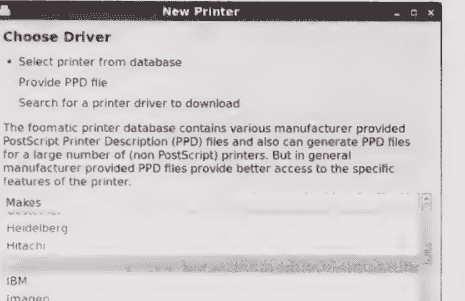 New Printer
Choose Driver
Select printer from database
Provide PPD file
Search for a printer driver to download
The foomatic printer database contains various manufacturer provided
PostScript Printer Description (PPD) files and also can generate PPD files
for a large number of (non PostScript) printers. But in general
manufacturer provided PPD files provide better access to the specific
features of the printer.
Makes
Heidelberg
Hitachi
IBM
Imagen